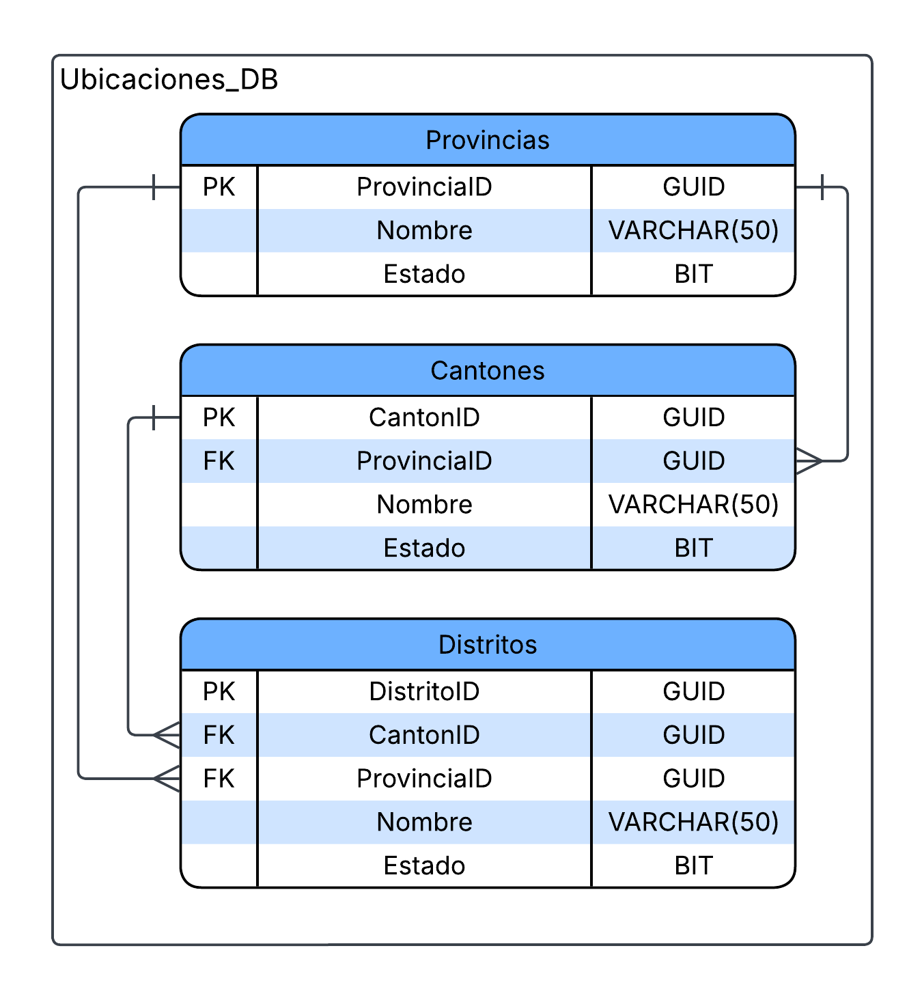 Ubicaciones_DB
Provincias
PK ProvinciaID GUID
Nombre VARCHAR(50)
Estado BIT
Cantones
PK CantonID GUID
FK ProvinciaID GUID
Nombre VARCHAR(50)
Estado BIT
Distritos
PK DistritoID GUID
FK CantonID GUID
FK ProvinciaID GUID
Nombre VARCHAR(50)
Estado BIT